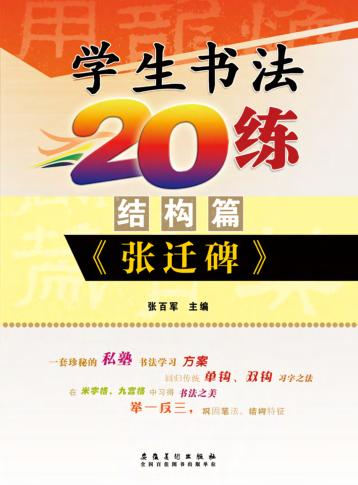 学生书法
20练
结构篇
《张迁碑》
张百军 主编
一套珍秘的 私塾 书法学习 方案
回归传统 单钩、双钩 习字之法
在 米字格、九宫格 中习得 书法之美
举一反三，巩固笔法、结构特征
安徽美术出版社
全国百佳图书出版单位